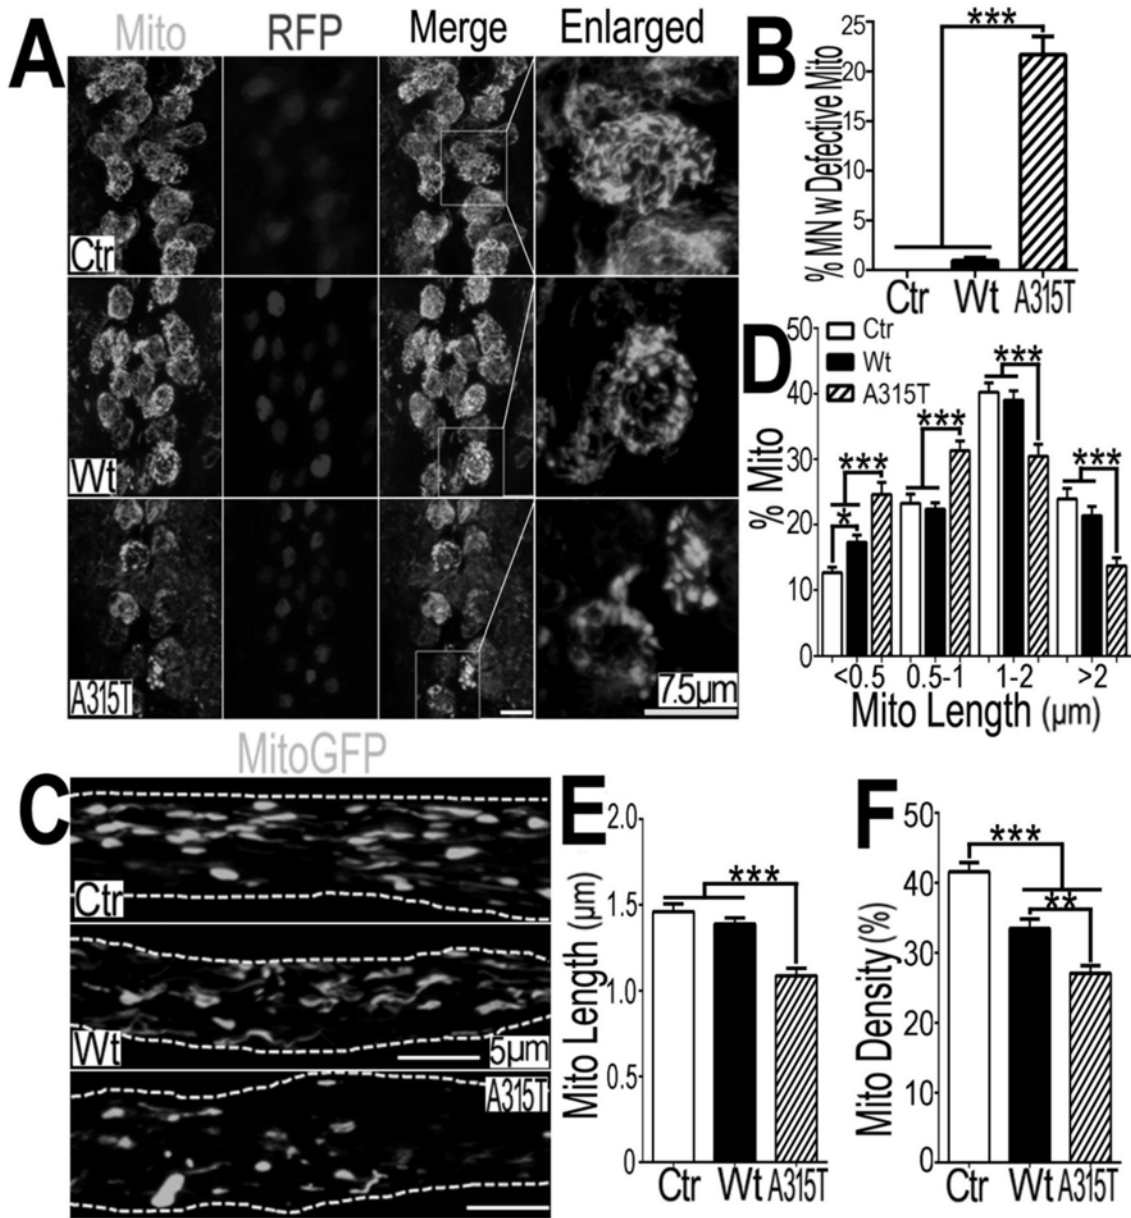 A
Mito RFP Merge Enlarged
Ctr
Wt
A315T
7.5µm
B
% MN w Defective Mito
25
20
15
10
5
0
***
Ctr Wt A315T
D
% Mito
50
40
30
20
10
0
Ctr
Wt
A315T
*
***
***
***
***
<0.5 0.5-1 1-2 >2
Mito Length (µm)
C
MitoGFP
Ctr
Wt
5µm
A315T
E
Mito Length (µm)
2.0
1.5
1.0
0.5
0
***
Ctr Wt A315T
F
Mito Density (%)
50
40
30
20
10
0
***
**
Ctr Wt A315T